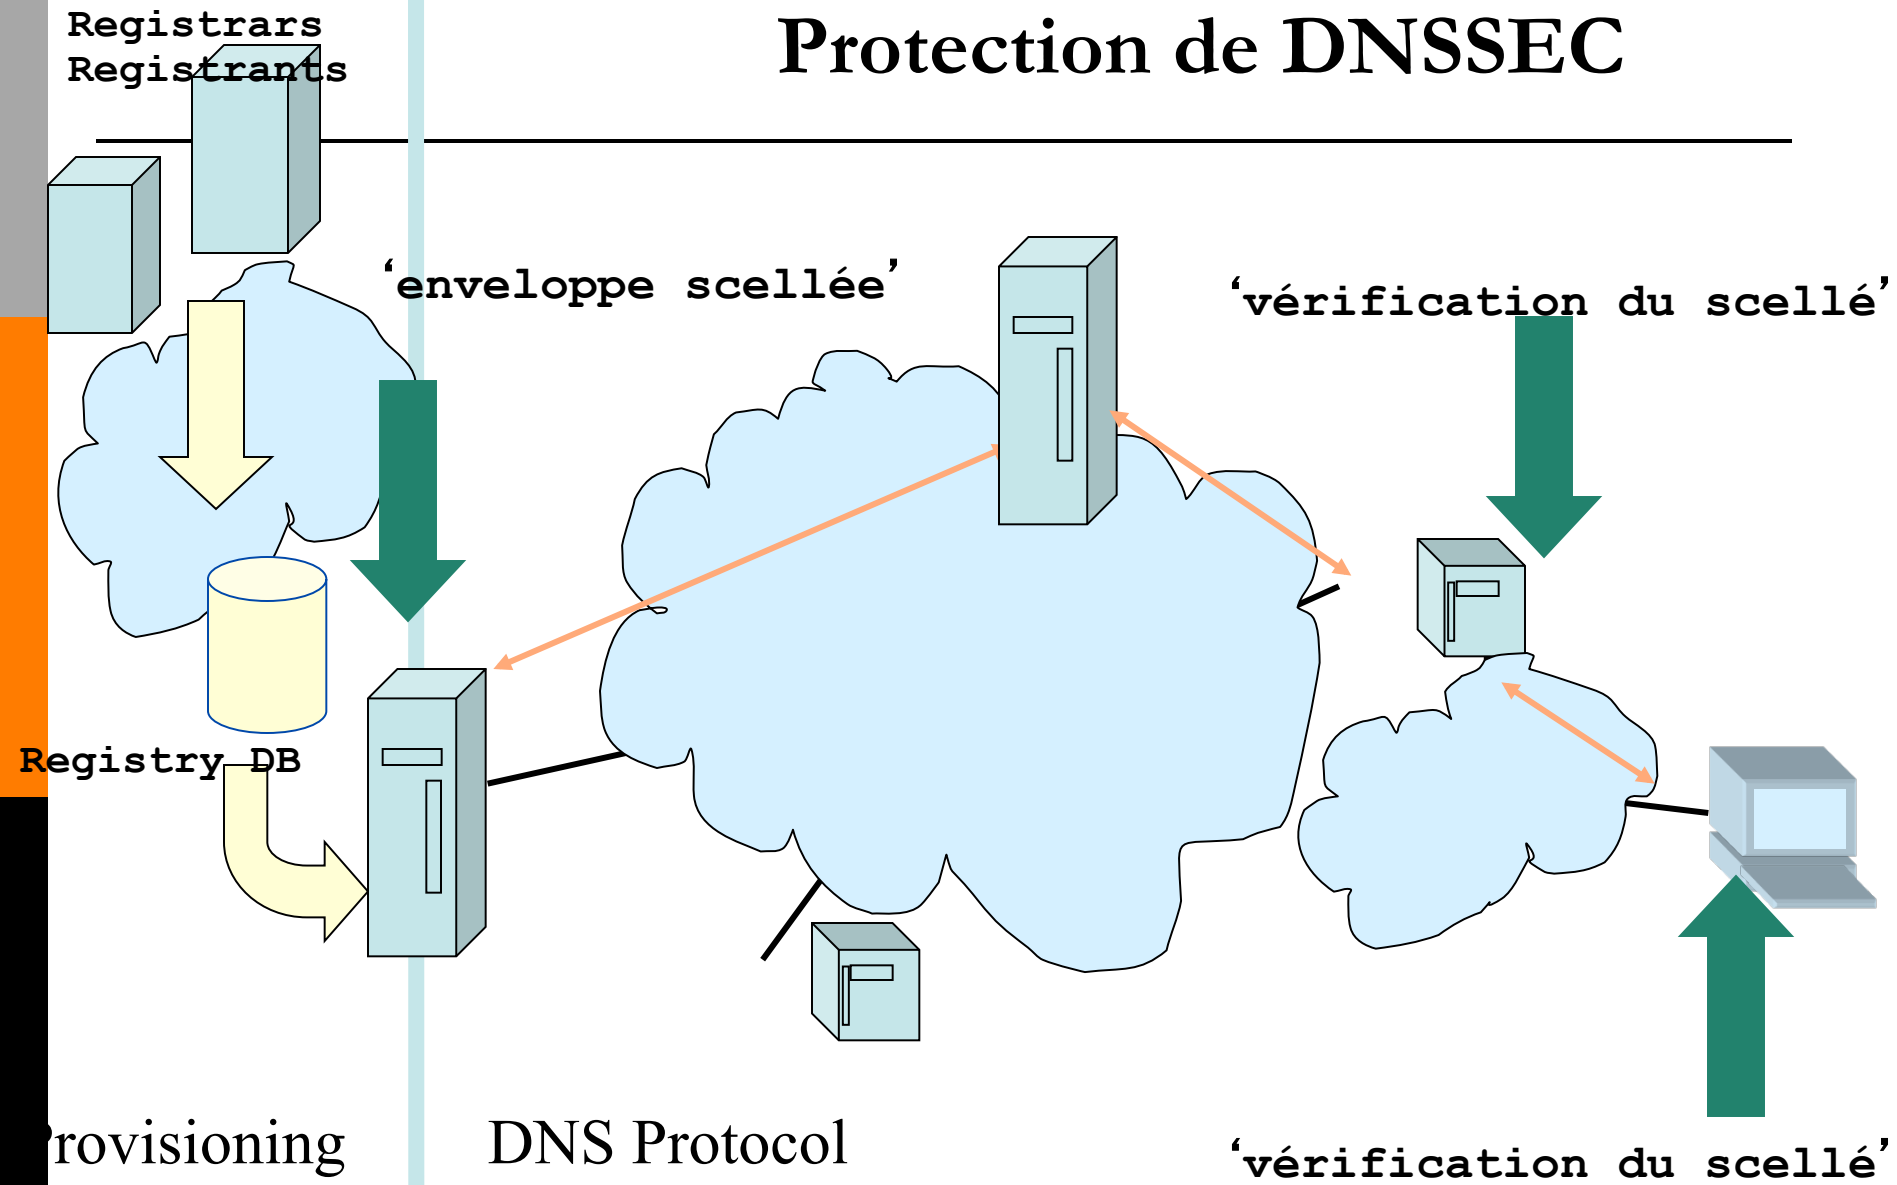 Registrars
Registrants
Protection de DNSSEC
‘enveloppe scellée’
‘vérification du scellé’
Registry DB
Provisioning
DNS Protocol
‘vérification du scellé’